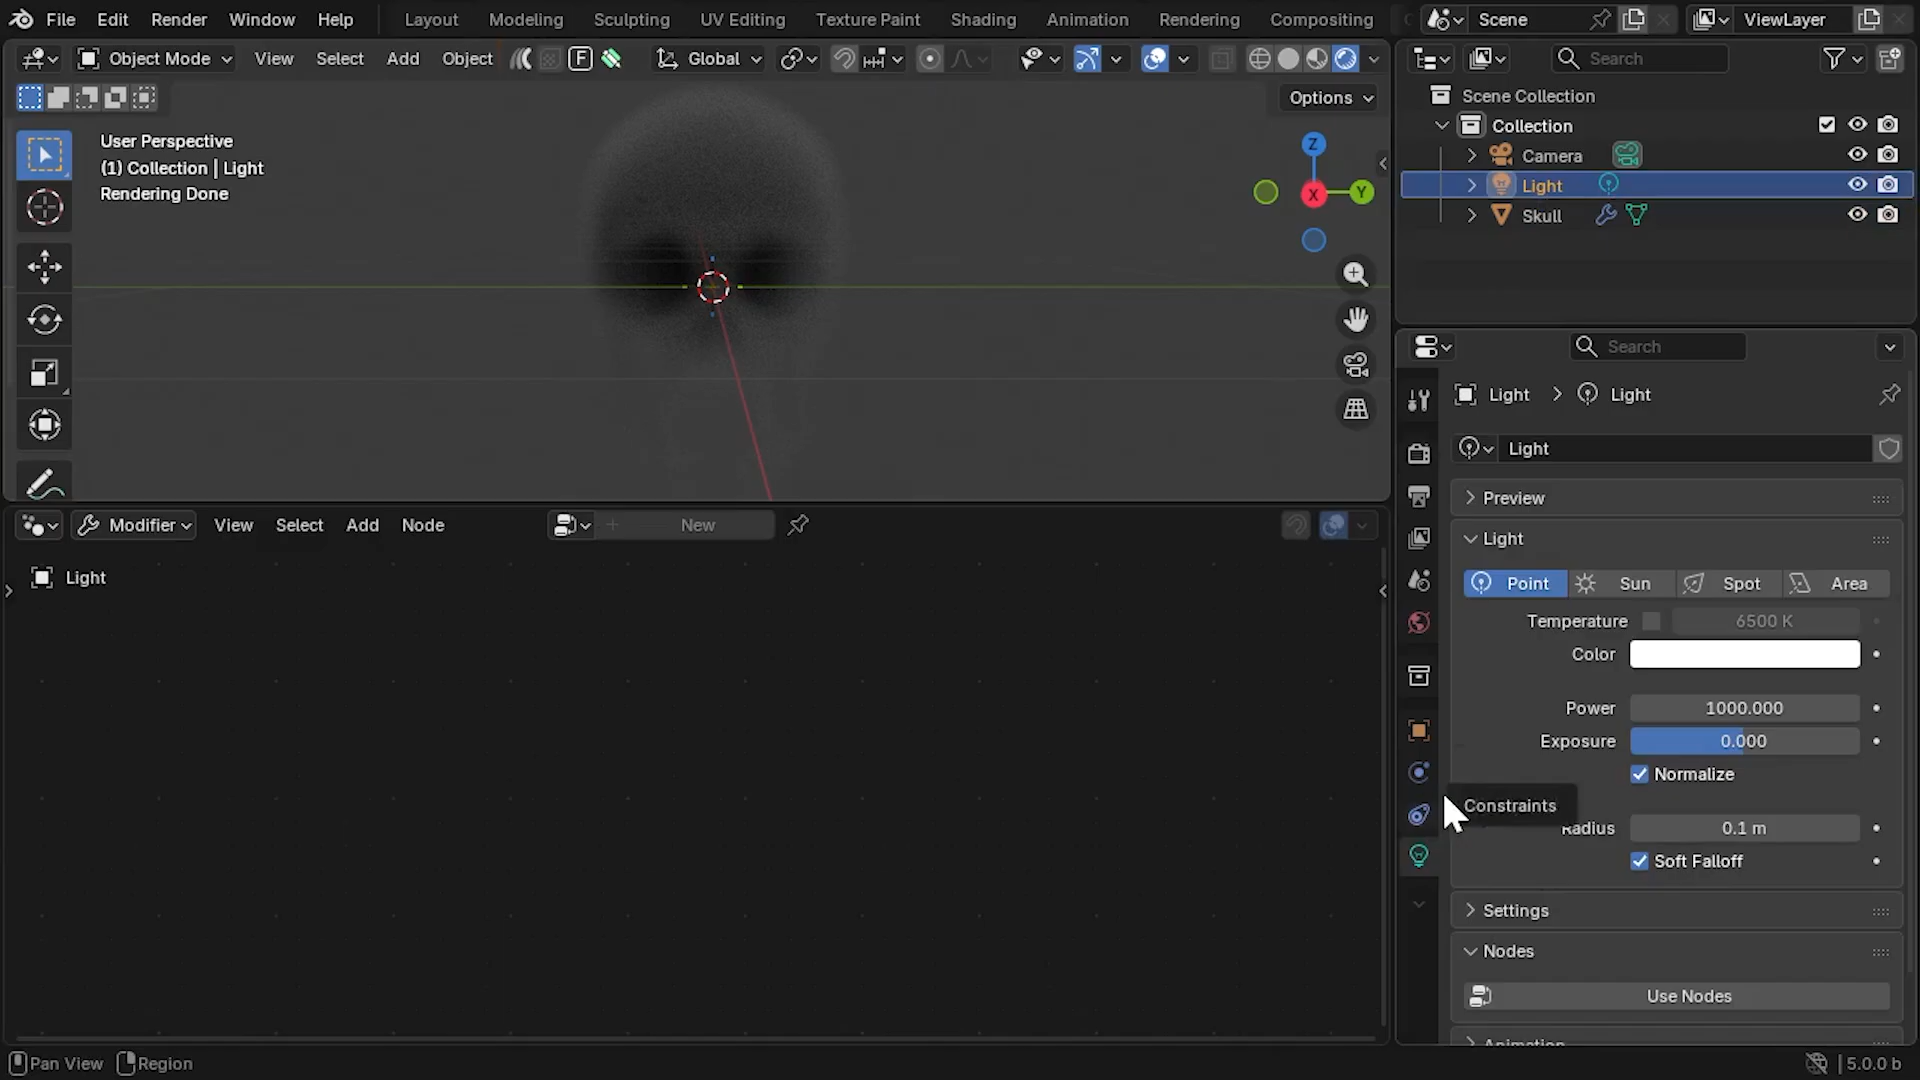 File Edit Render Window Help Layout Modeling Sculpting UV Editing Texture Paint Shading Animation Rendering Compositing Scene ViewLayer
Object Mode View Select Add Object F Global Search
Options
User Perspective
(1) Collection | Light
Rendering Done
Z
X
Y
Scene Collection
Collection
Camera
Light
Skull
Search
Light > Light
Light
Preview
Light
Point Sun Spot Area
Temperature 6500 K
Color
Power 1000.000
Exposure 0.000
Normalize
Constraints
Radius 0.1 m
Soft Falloff
Settings
Nodes
Use Nodes
Animation
Modifier View Select Add Node New
Light
Pan View Region 5.0.0 b